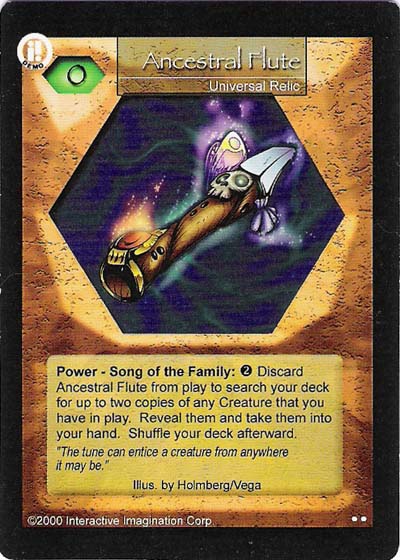 DEMO
0
Ancestral Flute
Universal Relic
Power - Song of the Family: ❷ Discard
Ancestral Flute from play to search your deck
for up to two copies of any Creature that you
have in play. Reveal them and take them into
your hand. Shuffle your deck afterward.
"The tune can entice a creature from anywhere
it may be."
Illus. by Holmberg/Vega
©2000 Interactive Imagination Corp.